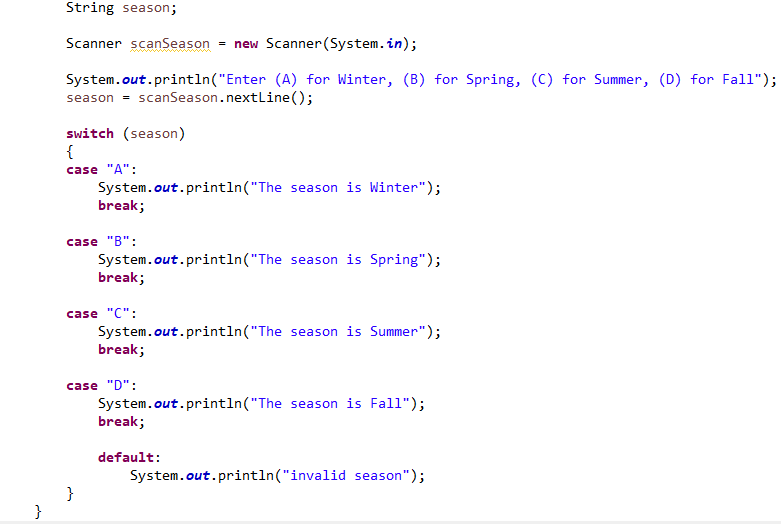 String season;
Scanner scanSeason = new Scanner(System.in);
System.out.println("Enter (A) for Winter, (B) for Spring, (C) for Summer, (D) for Fall");
season = scanSeason.nextLine();
switch (season)
{
case "A":
System.out.println("The season is Winter");
break;
case "B":
System.out.println("The season is Spring");
break;
case "C":
System.out.println("The season is Summer");
break;
case "D":
System.out.println("The season is Fall");
break;
default:
System.out.println("invalid season");
}
}